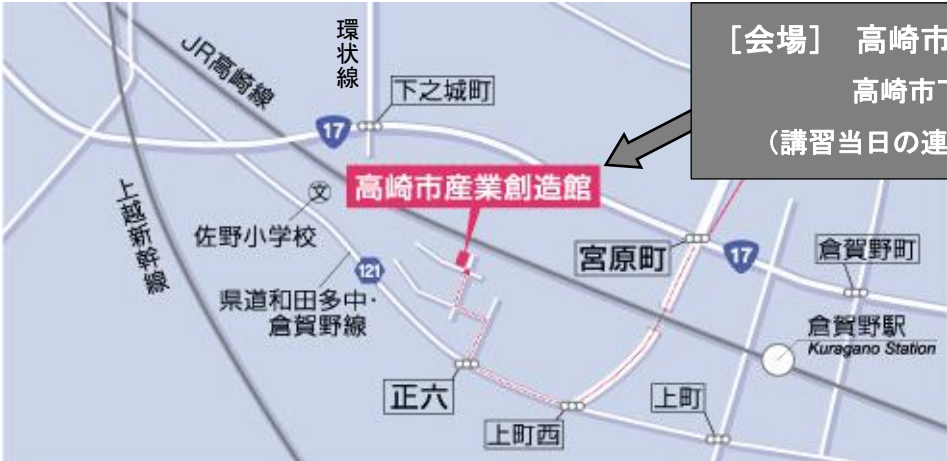 [会場] 高崎市
高崎市
(講習当日の連
環状線
JR高崎線
下之城町
17
高崎市産業創造館
上越新幹線
佐野小学校
文
121
県道和田多中・
倉賀野線
宮原町
17
倉賀野町
倉賀野駅
Kuragano Station
正六
上町西
上町